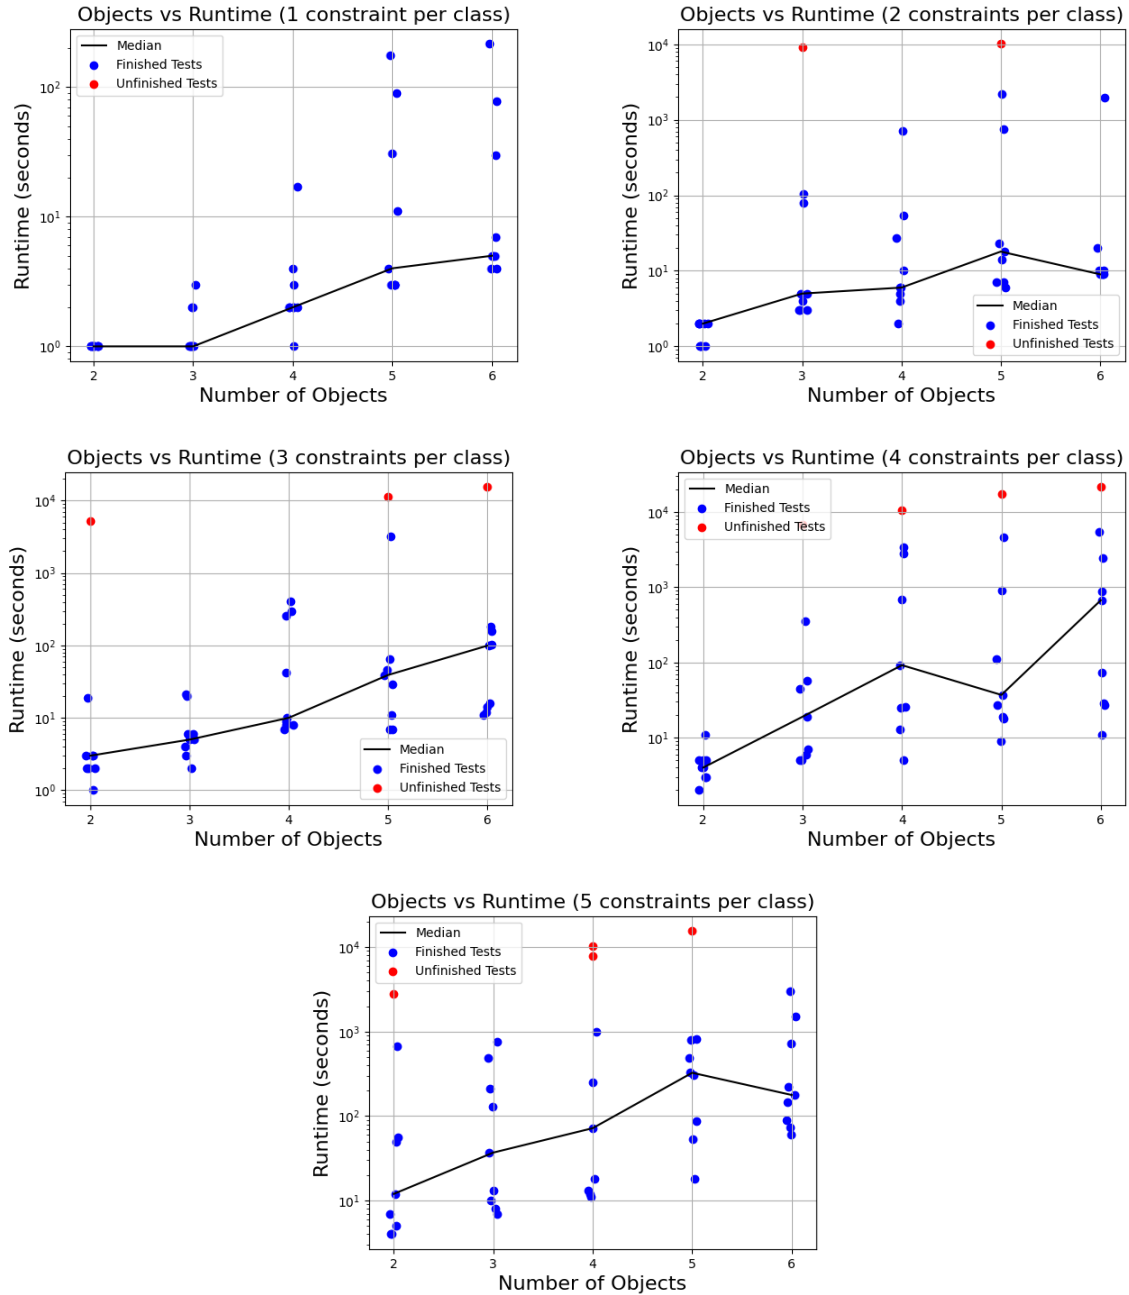 Objects vs Runtime (1 constraint per class)
Median
Finished Tests
Unfinished Tests
Runtime (seconds)
10²
10¹
10⁰
2 3 4 5 6
Number of Objects
Objects vs Runtime (2 constraints per class)
Runtime (seconds)
10⁴
10³
10²
10¹
10⁰
Median
Finished Tests
Unfinished Tests
2 3 4 5 6
Number of Objects
Objects vs Runtime (3 constraints per class)
Runtime (seconds)
10⁴
10³
10²
10¹
10⁰
Median
Finished Tests
Unfinished Tests
2 3 4 5 6
Number of Objects
Objects vs Runtime (4 constraints per class)
Median
Finished Tests
Unfinished Tests
Runtime (seconds)
10⁴
10³
10²
10¹
2 3 4 5 6
Number of Objects
Objects vs Runtime (5 constraints per class)
Median
Finished Tests
Unfinished Tests
Runtime (seconds)
10⁴
10³
10²
10¹
2 3 4 5 6
Number of Objects